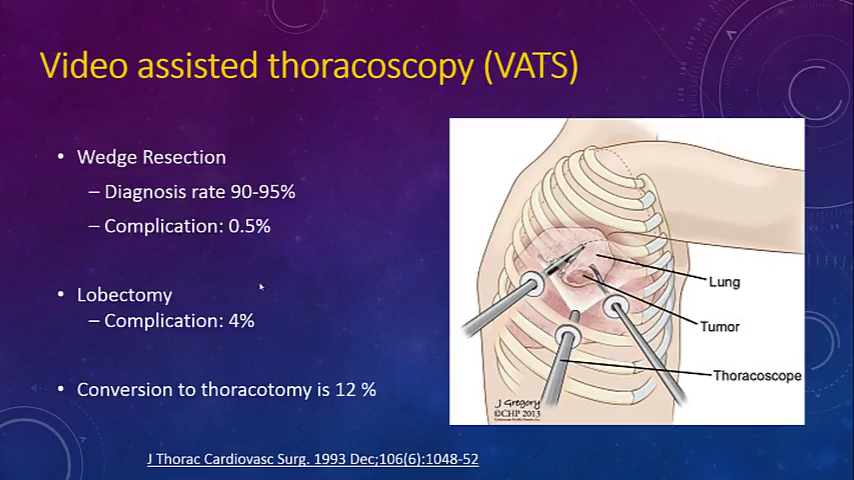 Video assisted thoracoscopy (VATS)
• Wedge Resection
– Diagnosis rate 90-95%
– Complication: 0.5%
• Lobectomy
– Complication: 4%
• Conversion to thoracotomy is 12 %
Lung
Tumor
Thoracoscope
J Gregory
©CHP 2013
J Thorac Cardiovasc Surg. 1993 Dec;106(6):1048-52